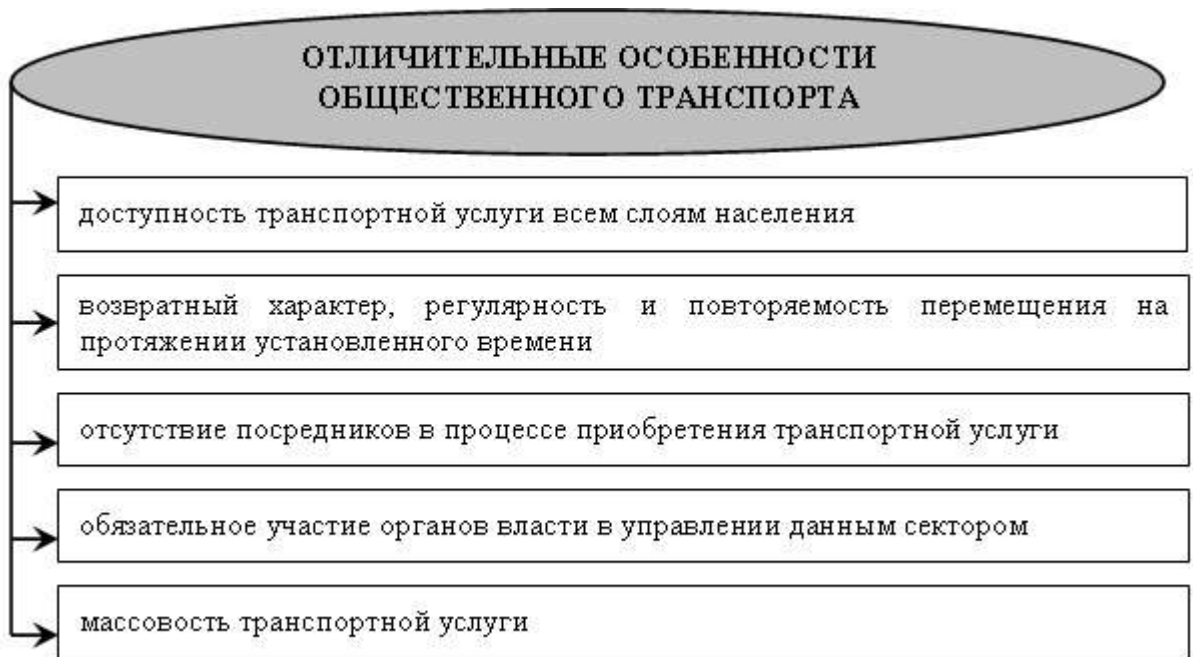 ОТЛИЧИТЕЛЬНЫЕ ОСОБЕННОСТИ
ОБЩЕСТВЕННОГО ТРАНСПОРТА
доступность транспортной услуги всем слоям населения
возвратный характер, регулярность и повторяемость перемещения на
протяжении установленного времени
отсутствие посредников в процессе приобретения транспортной услуги
обязательное участие органов власти в управлении данным сектором
массовость транспортной услуги